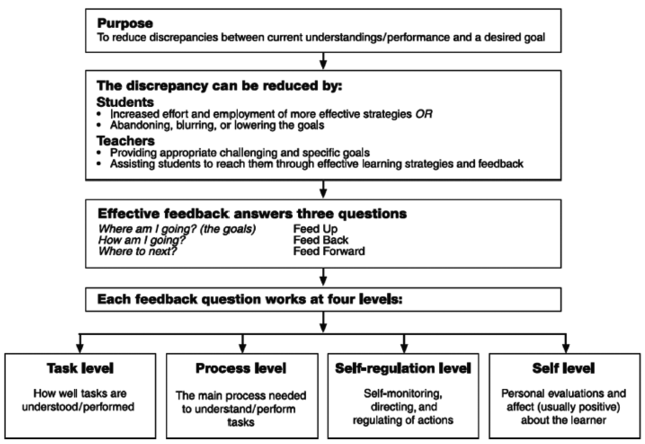 Purpose
To reduce discrepancies between current understandings/performance and a desired goal
The discrepancy can be reduced by:
Students
• Increased effort and employment of more effective strategies OR
• Abandoning, blurring, or lowering the goals
Teachers
• Providing appropriate challenging and specific goals
• Assisting students to reach them through effective learning strategies and feedback
Effective feedback answers three questions
Where am I going? (the goals) Feed Up
How am I going? Feed Back
Where to next? Feed Forward
Each feedback question works at four levels:
Task level
How well tasks are
understood/performed
Process level
The main process needed
to understand/perform
tasks
Self-regulation level
Self-monitoring,
directing, and
regulating of actions
Self level
Personal evaluations and
affect (usually positive)
about the learner